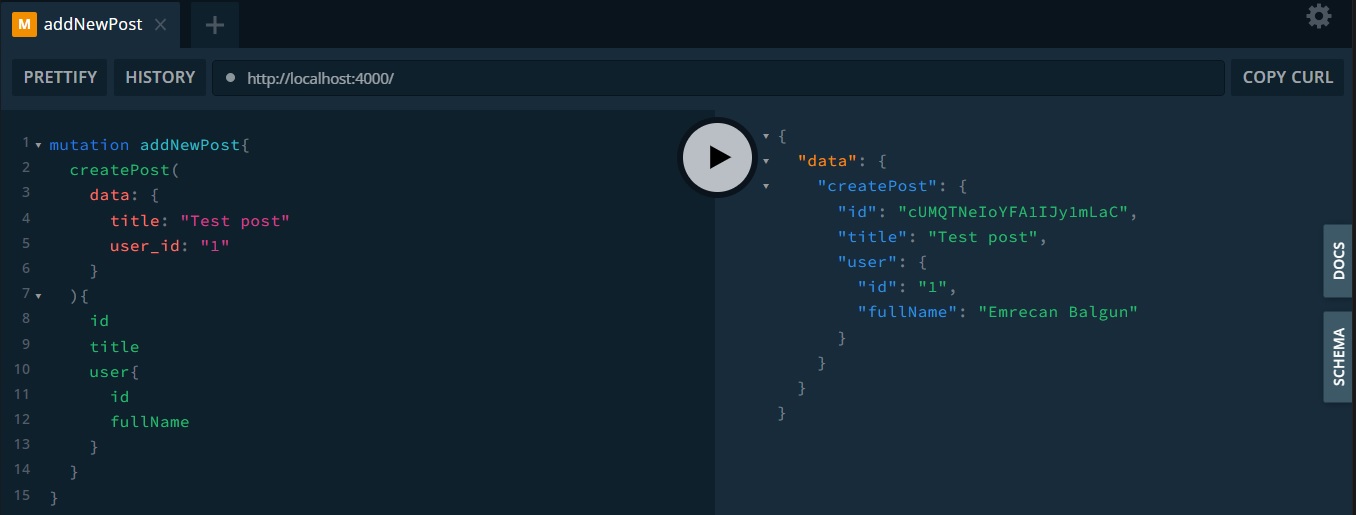 M addNewPost
PRETTIFY HISTORY http://localhost:4000/ COPY CURL
1 mutation addNewPost{
2 createPost(
3 data: {
4 title: "Test post"
5 user_id: "1"
6 }
7 ){
8 id
9 title
10 user{
11 id
12 fullName
13 }
14 }
15 }
{
"data": {
"createPost": {
"id": "cUMQTNeIoYFA1IJy1mLaC",
"title": "Test post",
"user": {
"id": "1",
"fullName": "Emrecan Balgun"
}
}
}
}
DOCS
SCHEMA